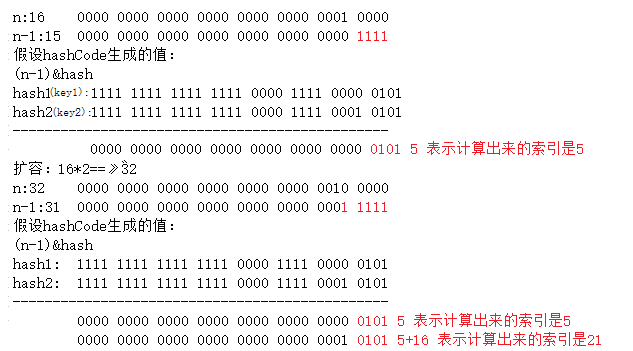 n:16    0000 0000 0000 0000 0000 0000 0001 0000
n-1:15  0000 0000 0000 0000 0000 0000 0000 1111
假设hashCode生成的值：
(n-1)&hash
hash1(key1):1111 1111 1111 1111 0000 1111 0000 0101
hash2(key2):1111 1111 1111 1111 0000 1111 0001 0101
-----------------------------------------------
0000 0000 0000 0000 0000 0000 0000 0101 5 表示计算出来的索引是5
扩容：16*2==》32
n:32    0000 0000 0000 0000 0000 0000 0010 0000
n-1:31  0000 0000 0000 0000 0000 0000 0001 1111
假设hashCode生成的值：
(n-1)&hash
hash1:  1111 1111 1111 1111 0000 1111 0000 0101
hash2:  1111 1111 1111 1111 0000 1111 0001 0101
-----------------------------------------------
0000 0000 0000 0000 0000 0000 0000 0101 5 表示计算出来的索引是5
0000 0000 0000 0000 0000 0000 0001 0101 5+16 表示计算出来的索引是21